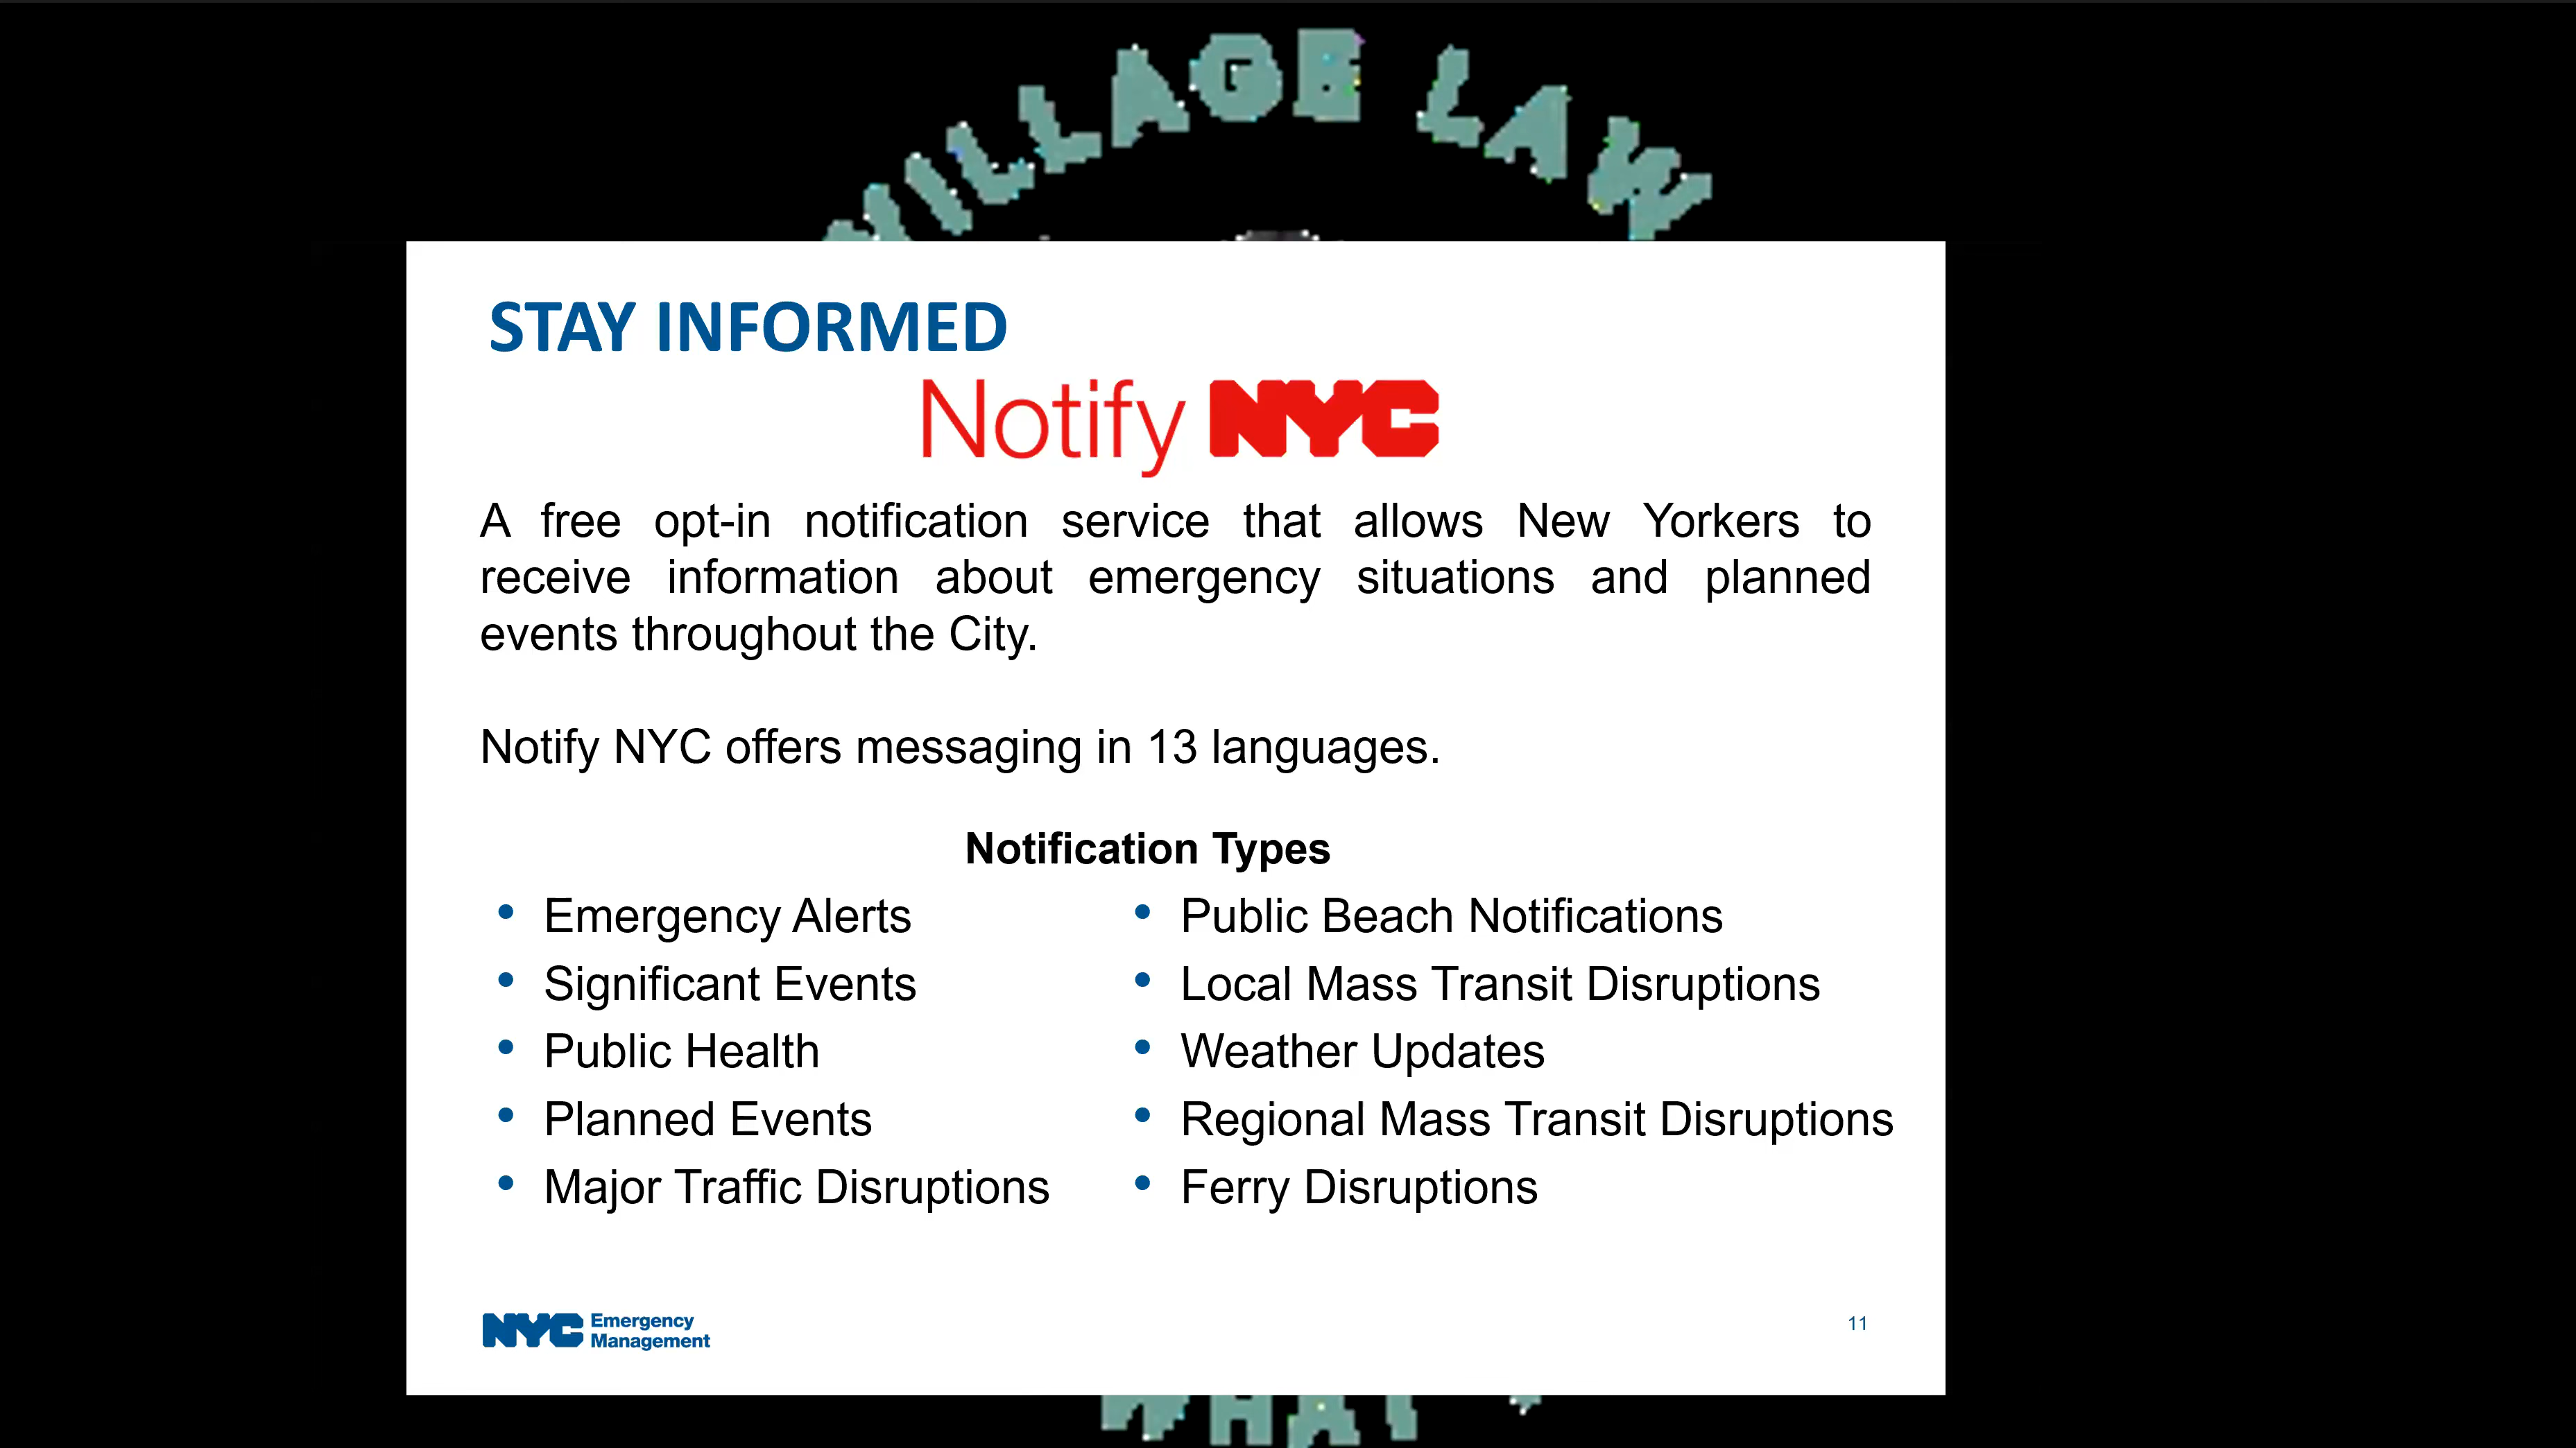 VILLAGE LAW
STAY INFORMED
Notify NYC
A free opt-in notification service that allows New Yorkers to
receive information about emergency situations and planned
events throughout the City.
Notify NYC offers messaging in 13 languages.
Notification Types
• Emergency Alerts
• Significant Events
• Public Health
• Planned Events
• Major Traffic Disruptions
• Public Beach Notifications
• Local Mass Transit Disruptions
• Weather Updates
• Regional Mass Transit Disruptions
• Ferry Disruptions
NYC Emergency
Management
11
WHAT